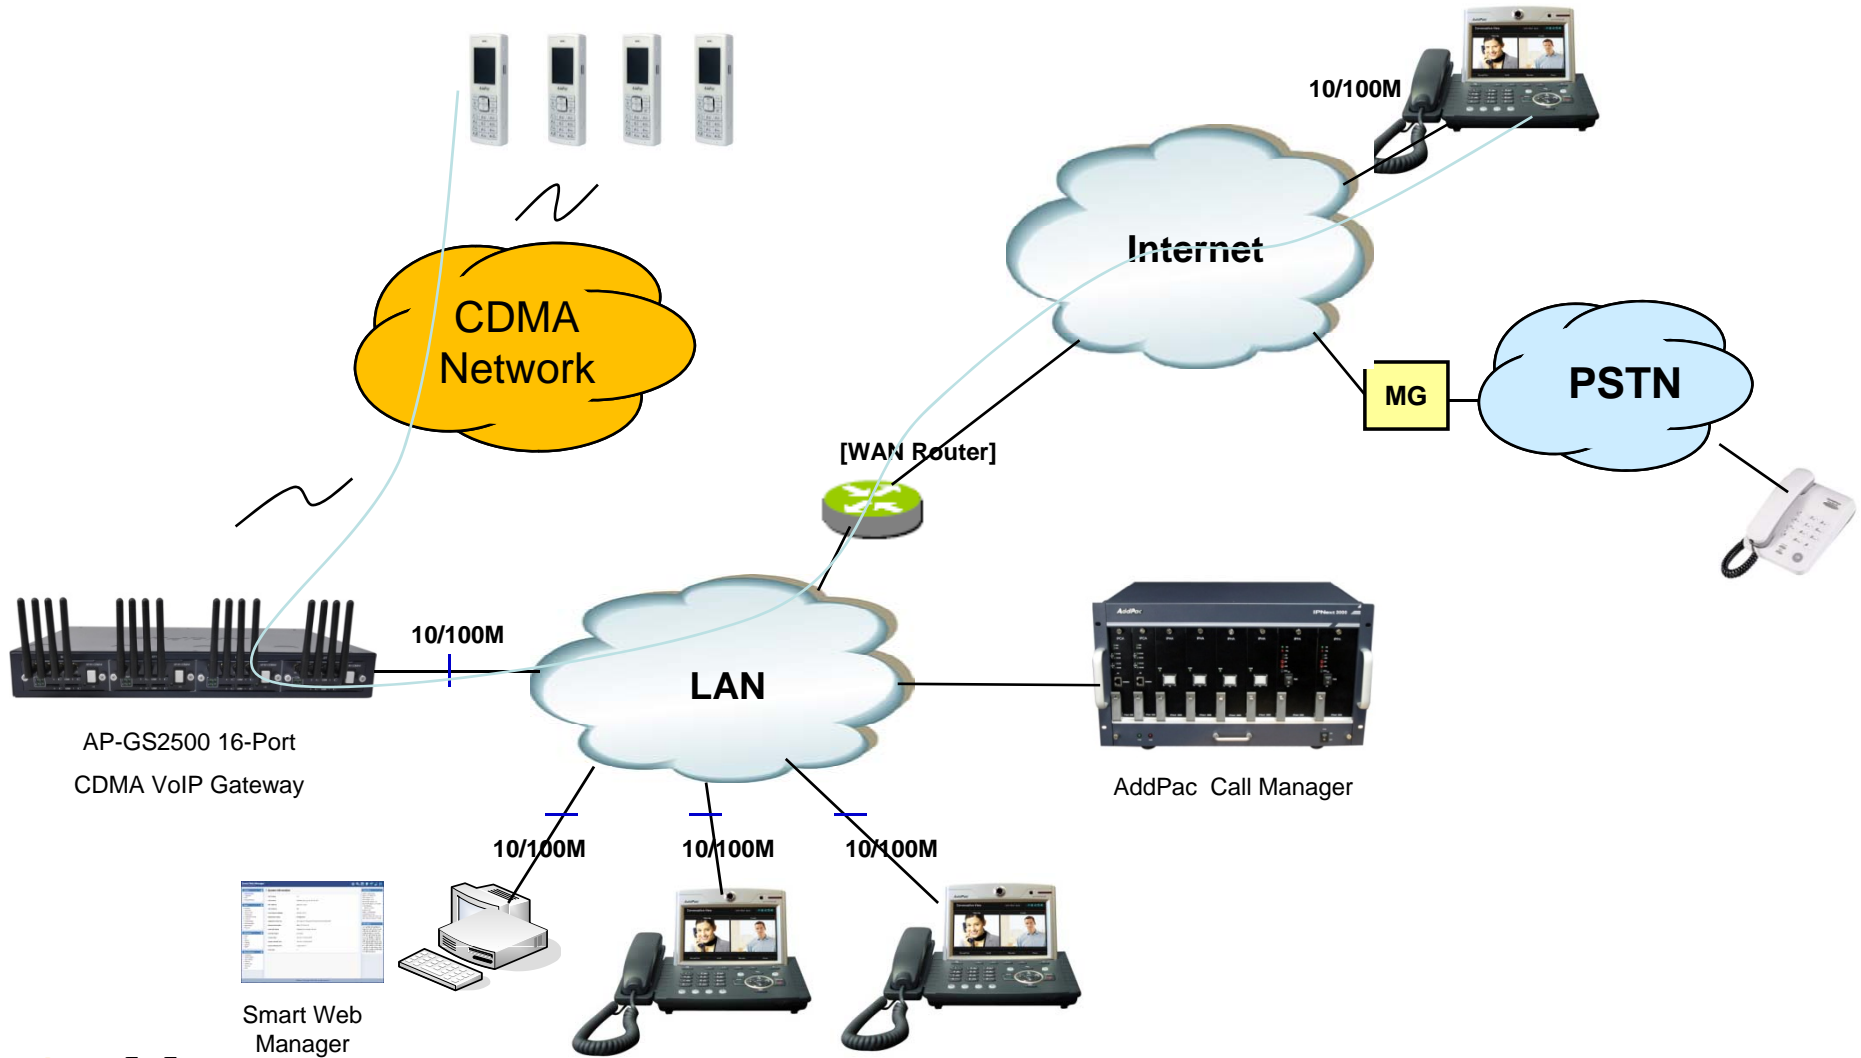 10/100M
Internet
CDMA
Network
PSTN
MG
[WAN Router]
10/100M
LAN
AddPac
AP-GS2500 16-Port
CDMA VoIP Gateway
AddPac Call Manager
10/100M
10/100M
10/100M
Smart Web
Manager